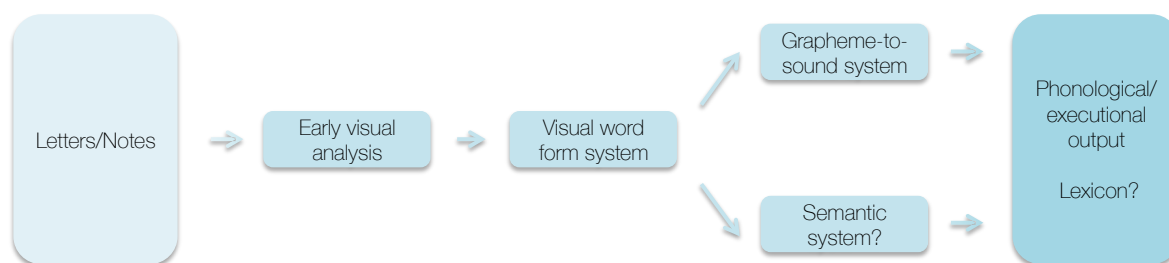 Letters/Notes
Early visual
analysis
Visual word
form system
Grapheme-to-
sound system
Semantic
system?
Phonological/
executional
output
Lexicon?